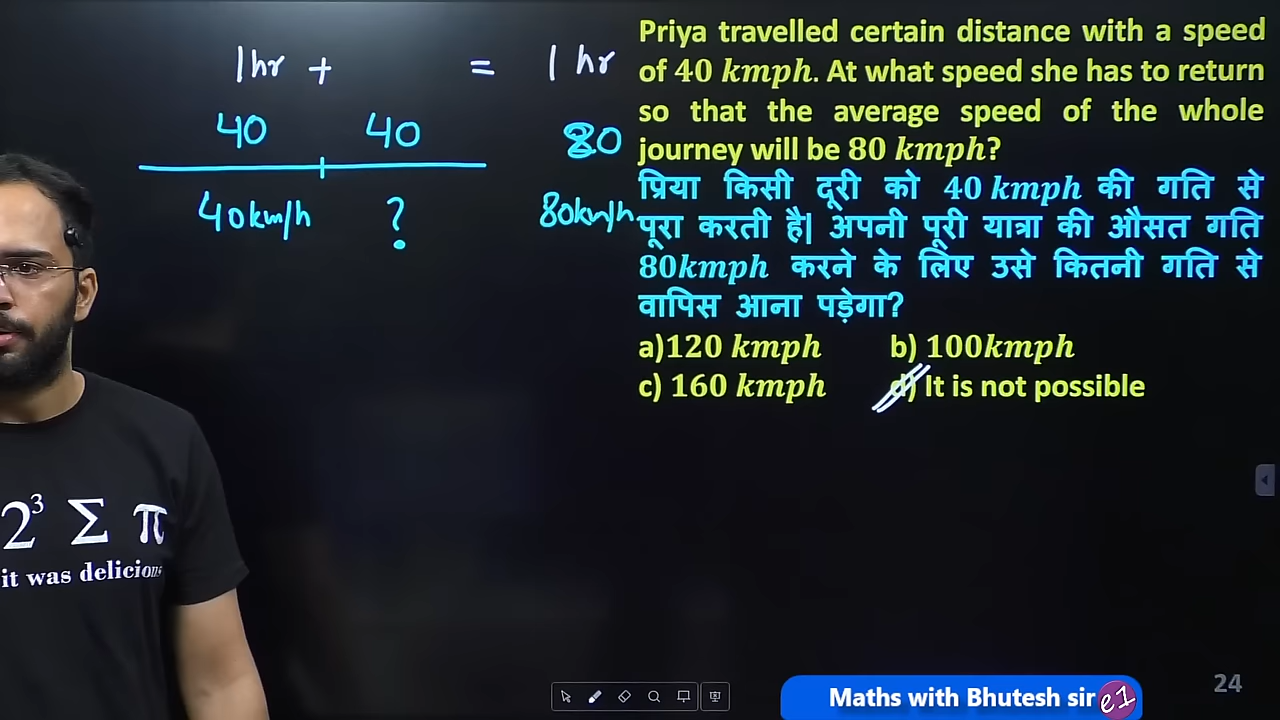 1hr + = 1 hr
40 40 80
40km/h ? 80km/h
Priya travelled certain distance with a speed
of 40 kmph. At what speed she has to return
so that the average speed of the whole
journey will be 80 kmph?
प्रिया किसी दूरी को 40 kmph की गति से
पूरा करती है| अपनी पूरी यात्रा की औसत गति
80kmph करने के लिए उसे कितनी गति से
वापिस आना पड़ेगा?
a)120 kmph b) 100kmph
c) 160 kmph d) It is not possible
2³ Σ π
it was delicious
24
Maths with Bhutesh sir e1